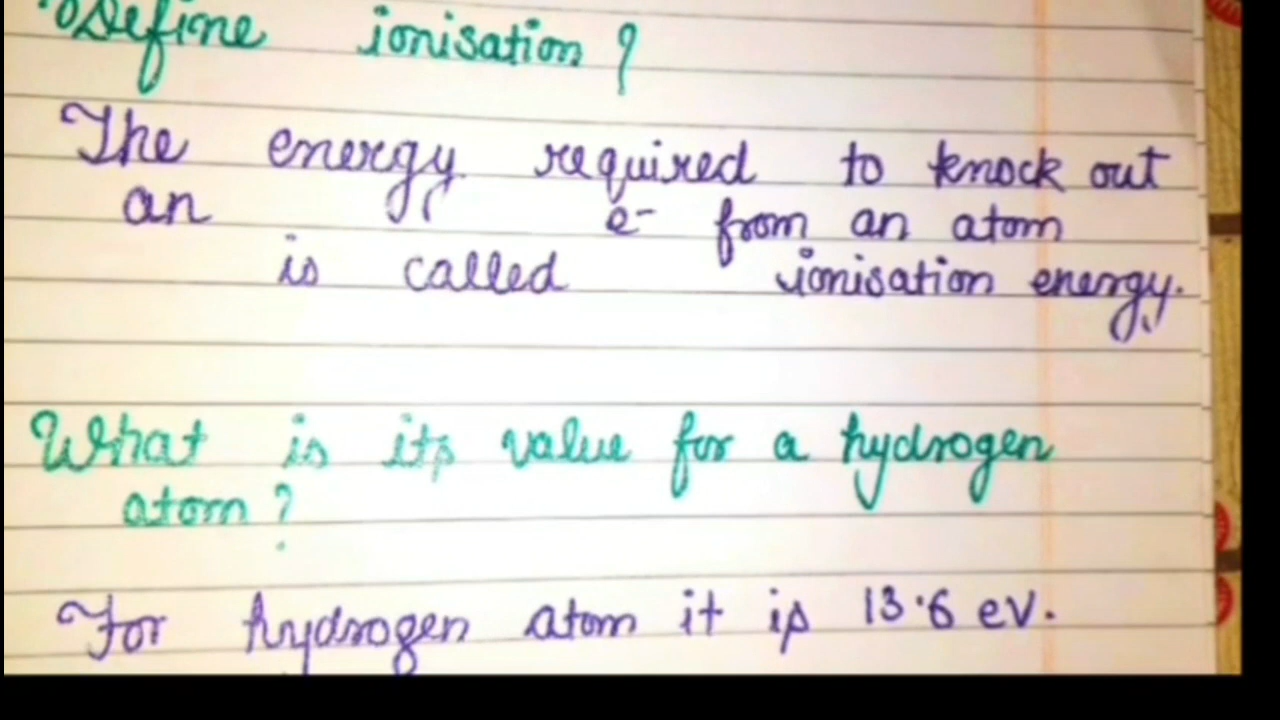 Define ionisation ?
The energy required to knock out
an e- from an atom
is called ionisation energy.
What is its value for a hydrogen
atom ?
For hydrogen atom it is 13.6 eV.